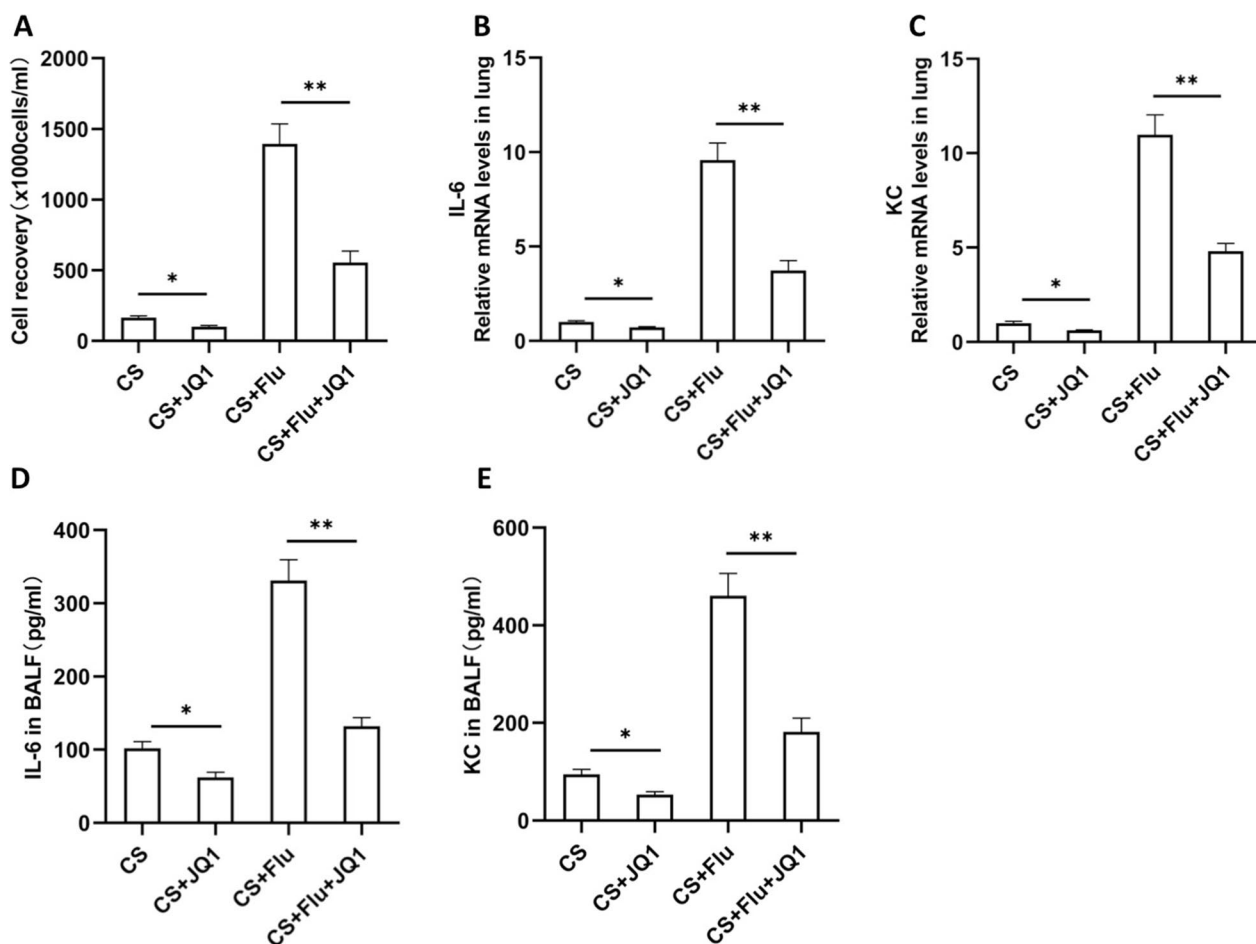 A
Cell recovery（x1000cells/ml）
2000
1500
1000
500
0
*
**
CS
CS+JQ1
CS+Flu
CS+Flu+JQ1
B
IL-6
Relative mRNA levels in lung
15
10
5
0
*
**
CS
CS+JQ1
CS+Flu
CS+Flu+JQ1
C
KC
Relative mRNA levels in lung
15
10
5
0
*
**
CS
CS+JQ1
CS+Flu
CS+Flu+JQ1
D
IL-6 in BALF（pg/ml）
400
300
200
100
0
*
**
CS
CS+JQ1
CS+Flu
CS+Flu+JQ1
E
KC in BALF（pg/ml）
600
400
200
0
*
**
CS
CS+JQ1
CS+Flu
CS+Flu+JQ1